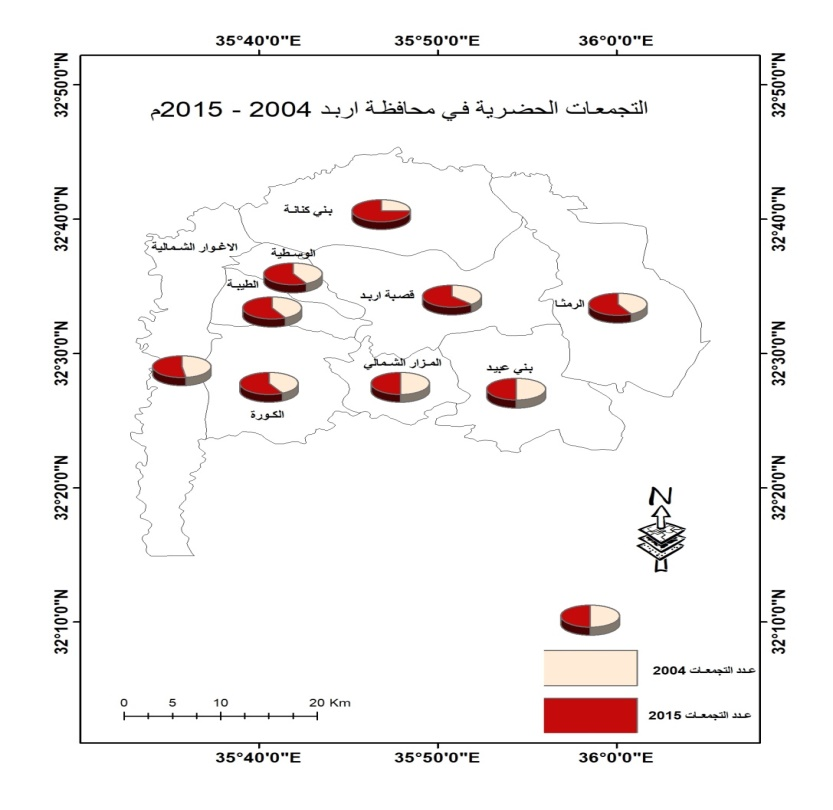 35°40'0"E 35°50'0"E 36°0'0"E
التجمعات الحضرية في محافظة اربد 2004 - 2015م
32°50'0"N 32°50'0"N
32°40'0"N 32°40'0"N
بني كنانة
الاغوار الشمالية
الوسطية
الطيبة
قصبة اربد
الرمثا
32°30'0"N 32°30'0"N
المزار الشمالي
بني عبيد
الكورة
32°20'0"N 32°20'0"N
N
32°10'0"N 32°10'0"N
عدد التجمعات 2004
عدد التجمعات 2015
0 5 10 20 Km
35°40'0"E 35°50'0"E 36°0'0"E